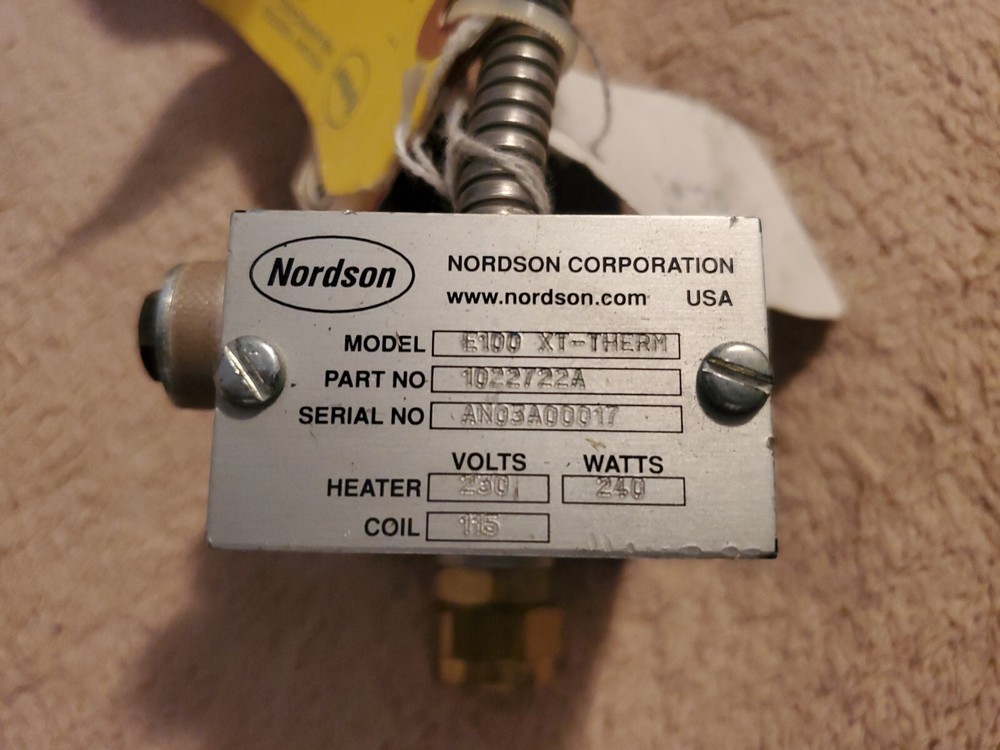 Nordson
NORDSON CORPORATION
www.nordson.com USA
MODEL E100 XT-THERM
PART NO 1022722A
SERIAL NO AN03A00017
VOLTS WATTS
HEATER 230 240
COIL 115